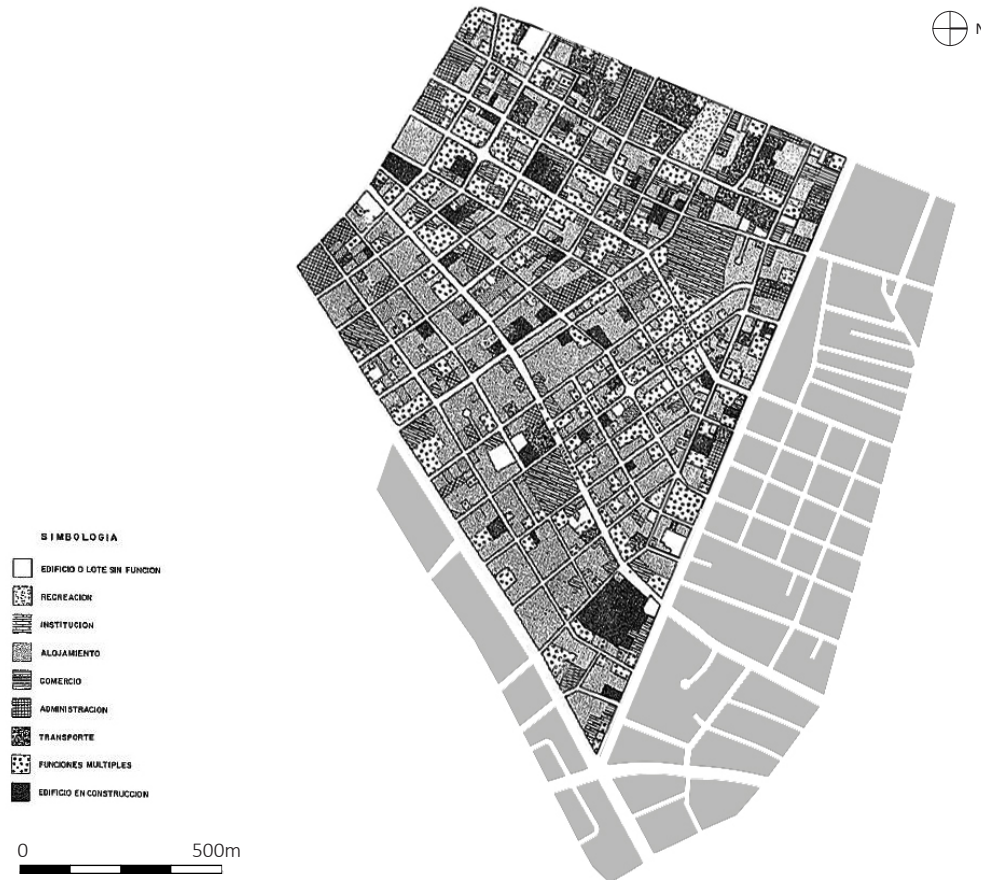 N
SIMBOLOGIA
EDIFICIO O LOTE SIN FUNCION
RECREACION
INSTITUCION
ALOJAMIENTO
COMERCIO
ADMINISTRACION
TRANSPORTE
FUNCIONES MULTIPLES
EDIFICIO EN CONSTRUCCION
0 500m